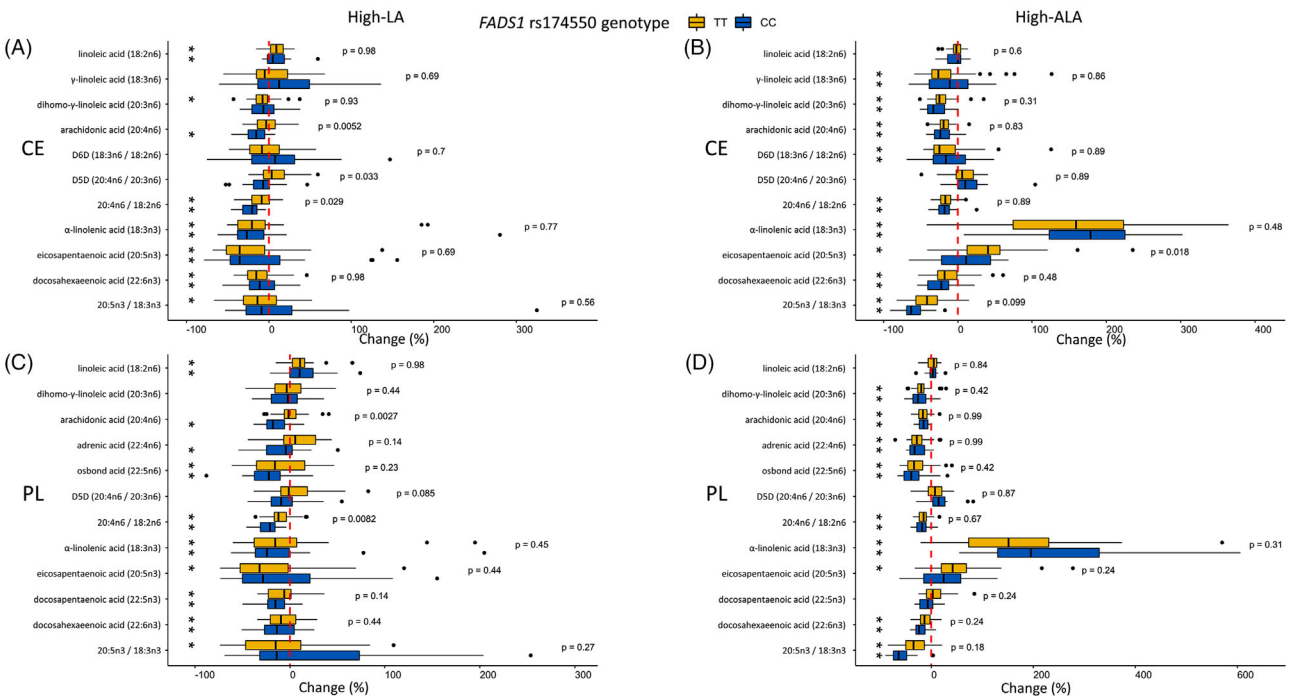 High-LA
FADS1 rs174550 genotype TT CC
High-ALA
(A)
CE
linoleic acid (18:2n6) * * p = 0.98
γ-linoleic acid (18:3n6) p = 0.69
dihomo-γ-linoleic acid (20:3n6) * p = 0.93
arachidonic acid (20:4n6) * p = 0.0052
D6D (18:3n6 / 18:2n6) p = 0.7
D5D (20:4n6 / 20:3n6) p = 0.033
20:4n6 / 18:2n6 * * p = 0.029
α-linolenic acid (18:3n3) * * p = 0.77
eicosapentaenoic acid (20:5n3) * * p = 0.69
docosahexaeenoic acid (22:6n3) * * p = 0.98
20:5n3 / 18:3n3 * p = 0.56
-100 0 100 200 300
Change (%)
(B)
CE
linoleic acid (18:2n6) p = 0.6
γ-linoleic acid (18:3n6) * * p = 0.86
dihomo-γ-linoleic acid (20:3n6) * * p = 0.31
arachidonic acid (20:4n6) * * p = 0.83
D6D (18:3n6 / 18:2n6) * * p = 0.89
D5D (20:4n6 / 20:3n6) p = 0.89
20:4n6 / 18:2n6 * * p = 0.89
α-linolenic acid (18:3n3) * * p = 0.48
eicosapentaenoic acid (20:5n3) * p = 0.018
docosahexaeenoic acid (22:6n3) * * p = 0.48
20:5n3 / 18:3n3 * * p = 0.099
-100 0 100 200 300 400
Change (%)
(C)
PL
linoleic acid (18:2n6) * * p = 0.98
dihomo-γ-linoleic acid (20:3n6) p = 0.44
arachidonic acid (20:4n6) * p = 0.0027
adrenic acid (22:4n6) * p = 0.14
osbond acid (22:5n6) * * p = 0.23
D5D (20:4n6 / 20:3n6) p = 0.085
20:4n6 / 18:2n6 * * p = 0.0082
α-linolenic acid (18:3n3) * * p = 0.45
eicosapentaenoic acid (20:5n3) * p = 0.44
docosapentaenoic acid (22:5n3) * * p = 0.14
docosahexaeenoic acid (22:6n3) * * p = 0.44
20:5n3 / 18:3n3 * p = 0.27
-100 0 100 200 300
Change (%)
(D)
PL
linoleic acid (18:2n6) p = 0.84
dihomo-γ-linoleic acid (20:3n6) * * p = 0.42
arachidonic acid (20:4n6) * * p = 0.99
adrenic acid (22:4n6) * * p = 0.99
osbond acid (22:5n6) * * p = 0.42
D5D (20:4n6 / 20:3n6) p = 0.87
20:4n6 / 18:2n6 * * p = 0.67
α-linolenic acid (18:3n3) * * p = 0.31
eicosapentaenoic acid (20:5n3) * p = 0.24
docosapentaenoic acid (22:5n3) p = 0.24
docosahexaeenoic acid (22:6n3) * * p = 0.24
20:5n3 / 18:3n3 * * p = 0.18
0 200 400 600
Change (%)